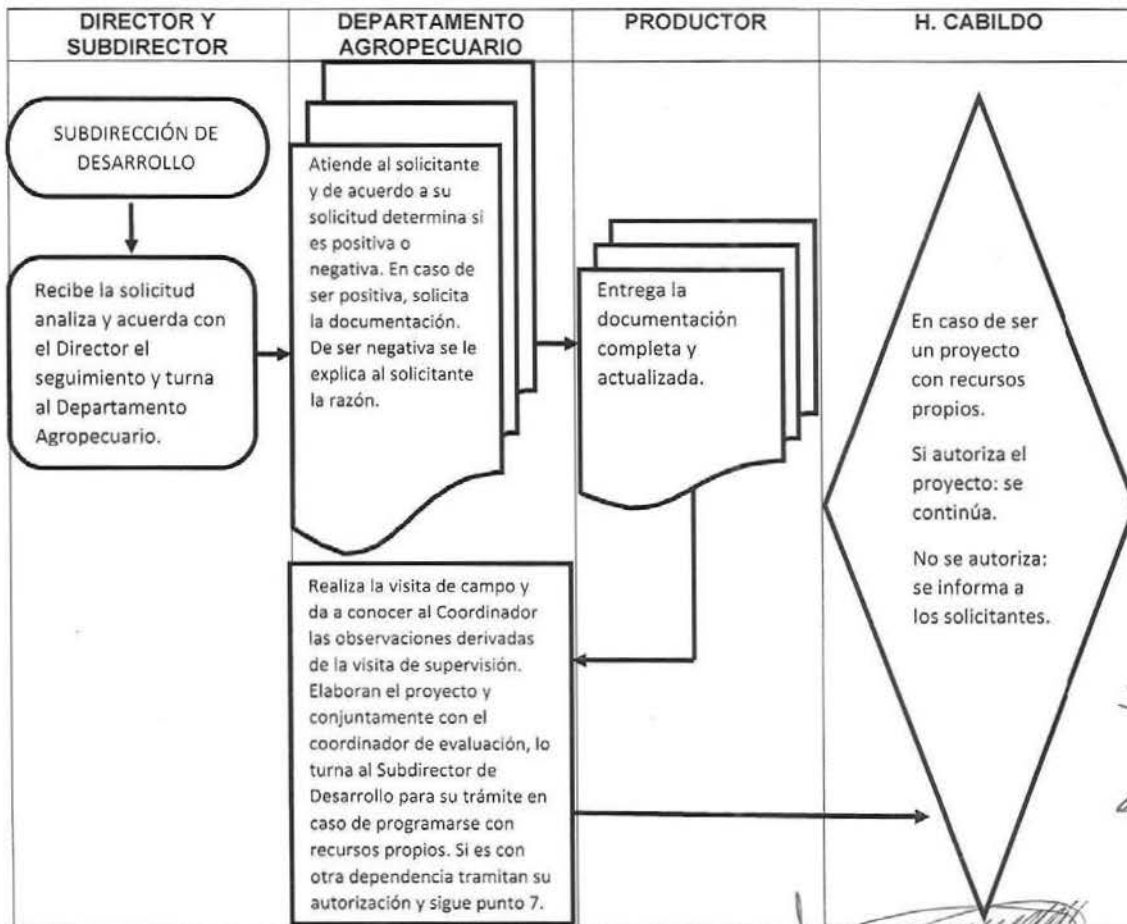 DIRECTOR Y
SUBDIRECTOR
DEPARTAMENTO
AGROPECUARIO
PRODUCTOR
H. CABILDO
SUBDIRECCIÓN DE
DESARROLLO
Recibe la solicitud
analiza y acuerda con
el Director el
seguimiento y turna
al Departamento
Agropecuario.
Atiende al solicitante
y de acuerdo a su
solicitud determina si
es positiva o
negativa. En caso de
ser positiva, solicita
la documentación.
De ser negativa se le
explica al solicitante
la razón.
Entrega la
documentación
completa y
actualizada.
Realiza la visita de campo y
da a conocer al Coordinador
las observaciones derivadas
de la visita de supervisión.
Elaboran el proyecto y
conjuntamente con el
coordinador de evaluación, lo
turna al Subdirector de
Desarrollo para su trámite en
caso de programarse con
recursos propios. Si es con
otra dependencia tramitan su
autorización y sigue punto 7.
En caso de ser
un proyecto
con recursos
propios.
Si autoriza el
proyecto: se
continúa.
No se autoriza:
se informa a
los solicitantes.